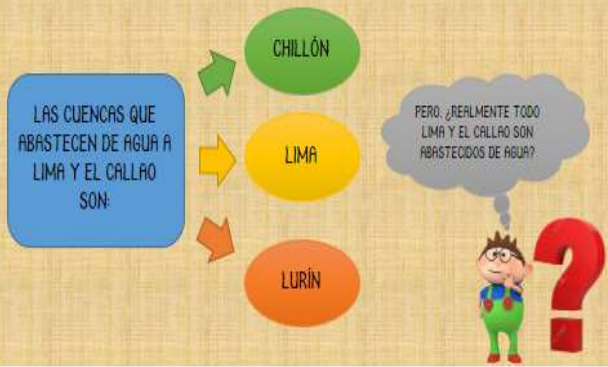 LAS CUENCAS QUE
ABASTECEN DE AGUA A
LIMA Y EL CALLAO
SON:
CHILLÓN
LIMA
LURÍN
PERO, ¿REALMENTE TODO
LIMA Y EL CALLAO SON
ABASTECIDOS DE AGUA?